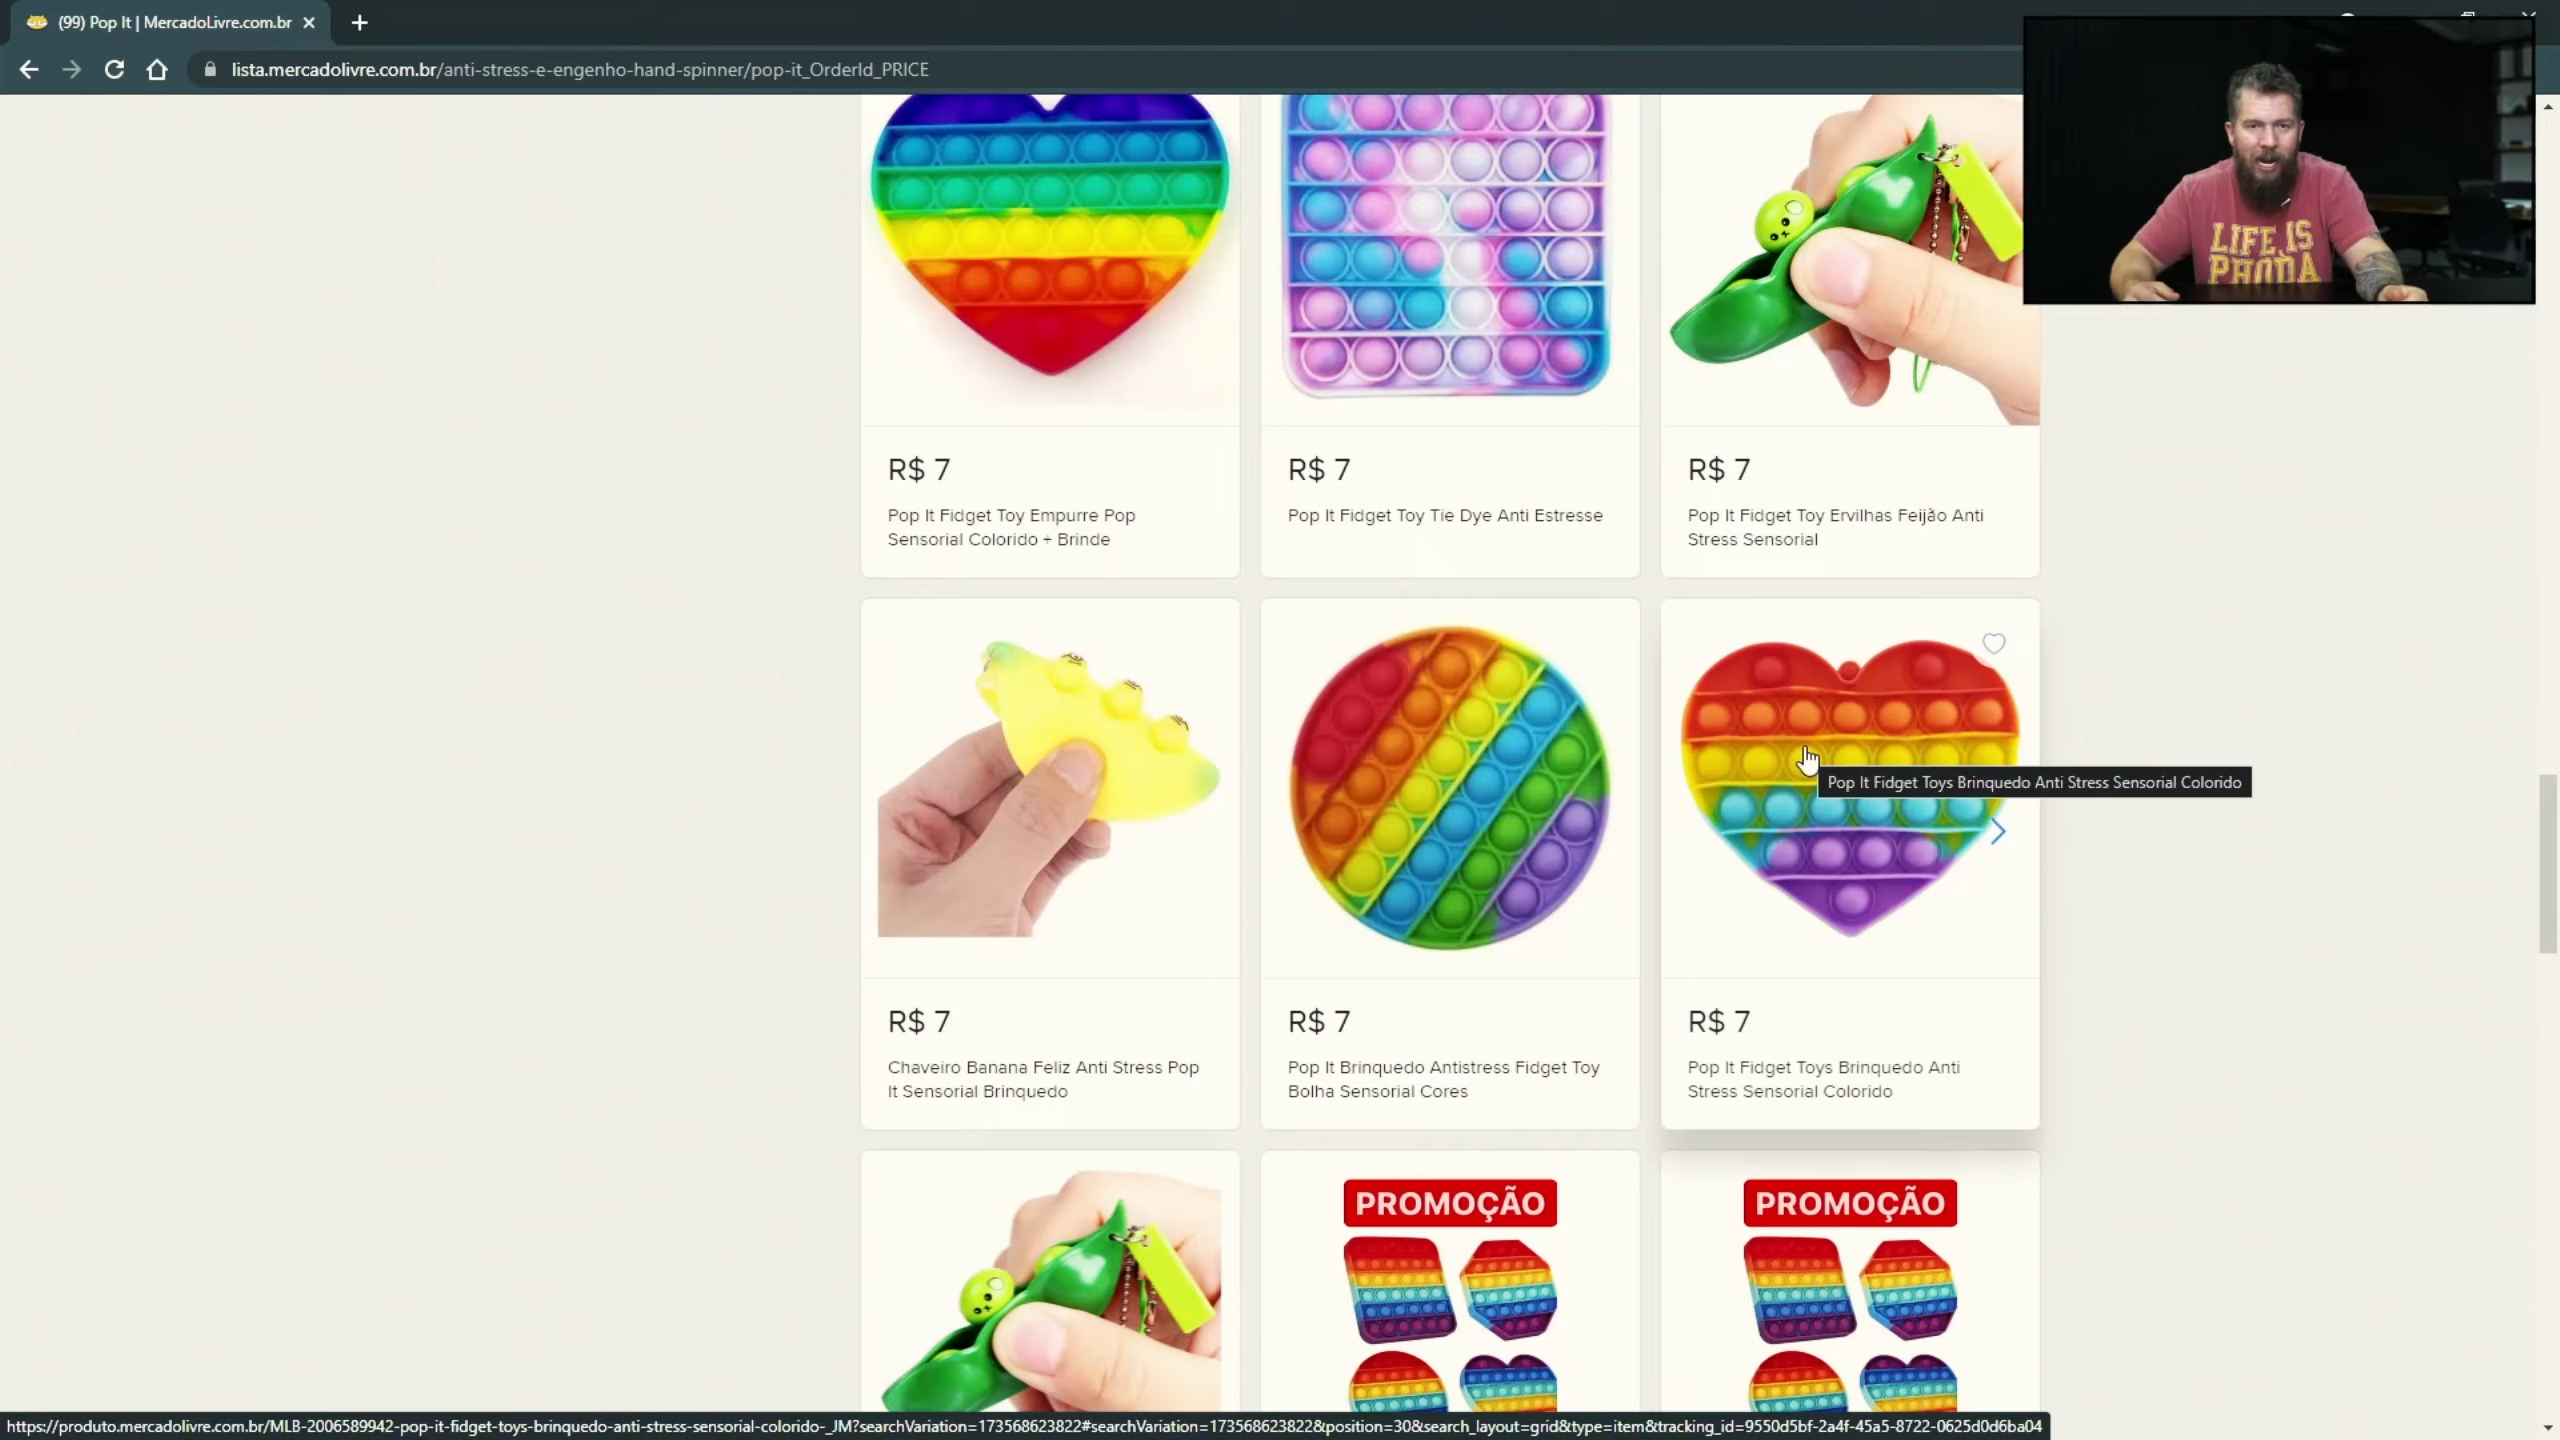 (99) Pop It | MercadoLivre.com.br
lista.mercadolivre.com.br/anti-stress-e-engenho-hand-spinner/pop-it_OrderId_PRICE
LIFE IS
PHODA
R$ 7
Pop It Fidget Toy Empurre Pop
Sensorial Colorido + Brinde
R$ 7
Pop It Fidget Toy Tie Dye Anti Estresse
R$ 7
Pop It Fidget Toy Ervilhas Feijão Anti
Stress Sensorial
Pop It Fidget Toys Brinquedo Anti Stress Sensorial Colorido
R$ 7
Chaveiro Banana Feliz Anti Stress Pop
It Sensorial Brinquedo
R$ 7
Pop It Brinquedo Antistress Fidget Toy
Bolha Sensorial Cores
R$ 7
Pop It Fidget Toys Brinquedo Anti
Stress Sensorial Colorido
PROMOÇÃO
PROMOÇÃO
https://produto.mercadolivre.com.br/MLB-2006589942-pop-it-fidget-toys-brinquedo-anti-stress-sensorial-colorido-_JM?searchVariation=173568623822#searchVariation=173568623822&position=30&search_layout=grid&type=item&tracking_id=9550d5bf-2a4f-45a5-8722-0625d0d6ba04